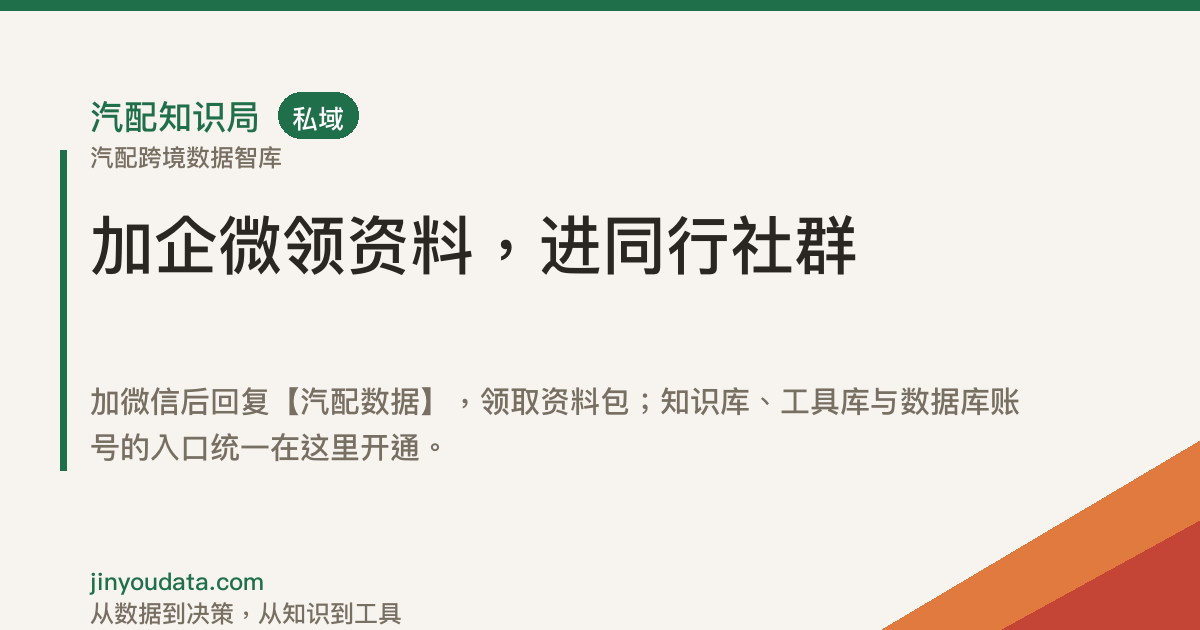 汽配知识局 私域
汽配跨境数据智库
加企微领资料，进同行社群
加微信后回复【汽配数据】，领取资料包；知识库、工具库与数据库账
号的入口统一在这里开通。
jinyoudata.com
从数据到决策，从知识到工具